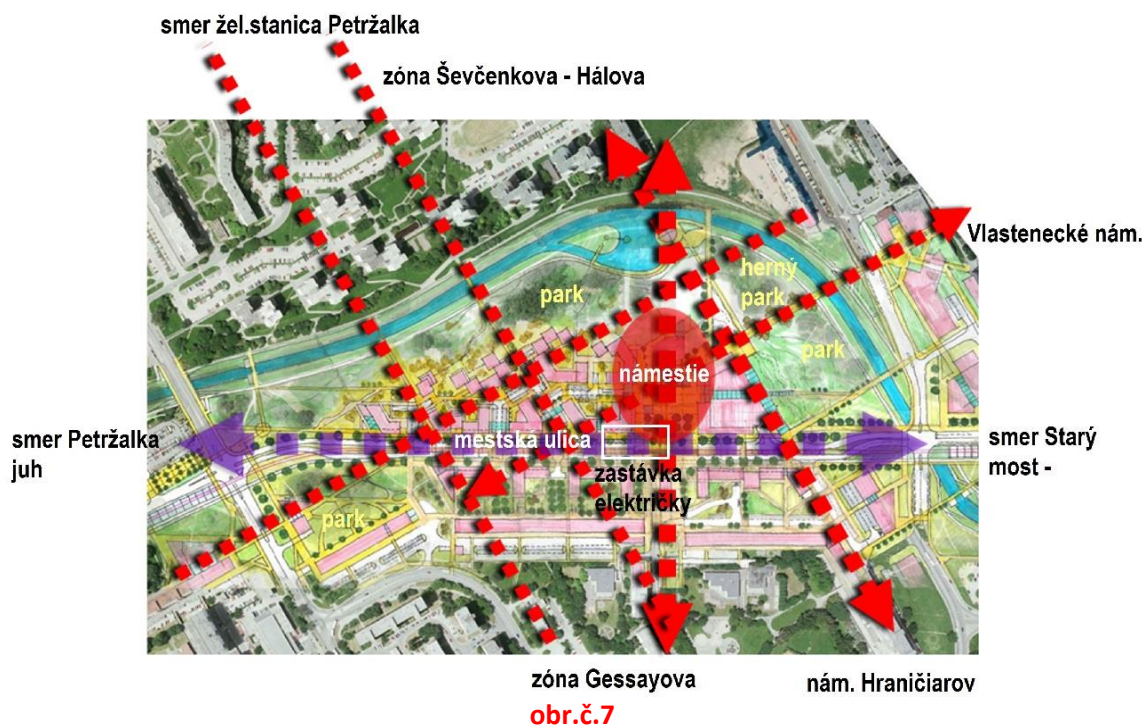 smer žel.stanica Petržalka
zóna Ševčenkova - Hálova
Vlastenecké nám.
park
herný
park
park
námestie
smer Petržalka
juh
mestská ulica
smer Starý
most -
zastávka
električky
park
zóna Gessayova
nám. Hraničiarov
obr.č.7